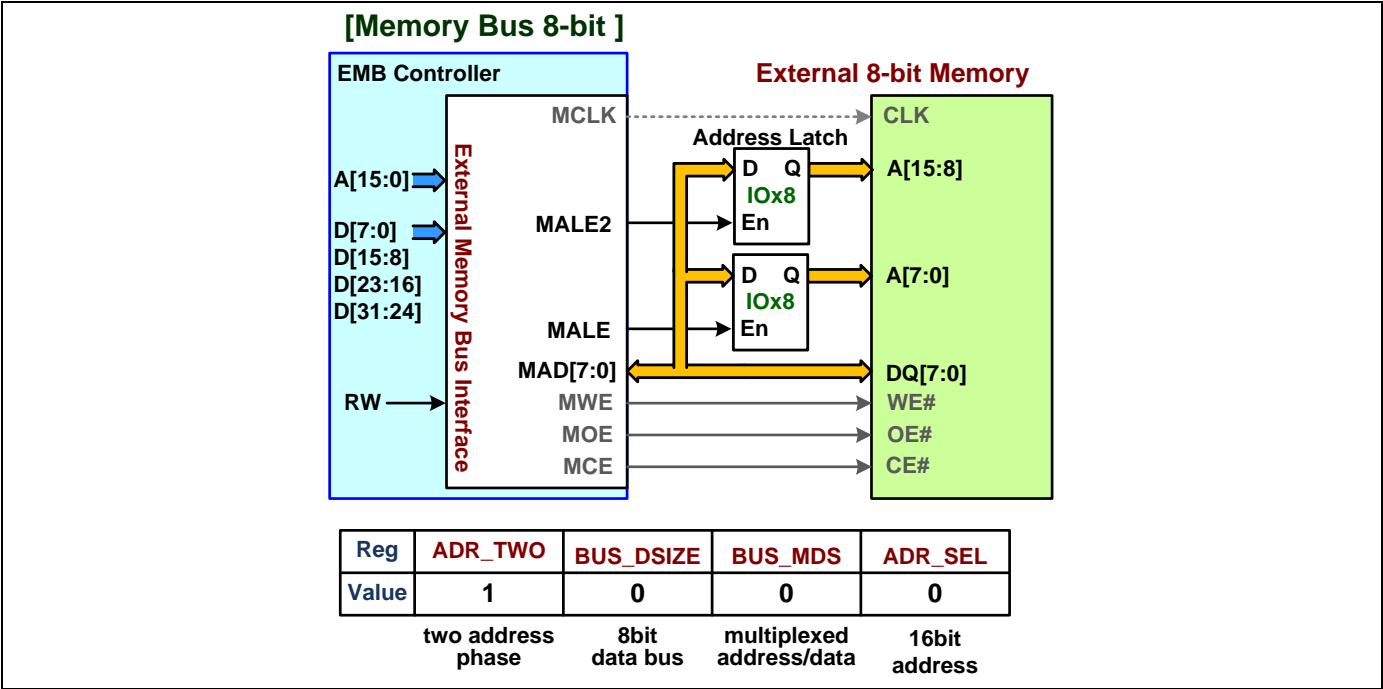 [Memory Bus 8-bit ]
EMB Controller
External 8-bit Memory
MCLK
CLK
Address Latch
External Memory Bus Interface
A[15:0]
D Q
IOx8
En
A[15:8]
MALE2
D[7:0]
D[15:8]
D[23:16]
D[31:24]
D Q
IOx8
En
A[7:0]
MALE
MAD[7:0]
DQ[7:0]
RW
MWE
WE#
MOE
OE#
MCE
CE#
Reg ADR_TWO BUS_DSIZE BUS_MDS ADR_SEL
Value 1 0 0 0
two address phase
8bit data bus
multiplexed address/data
16bit address